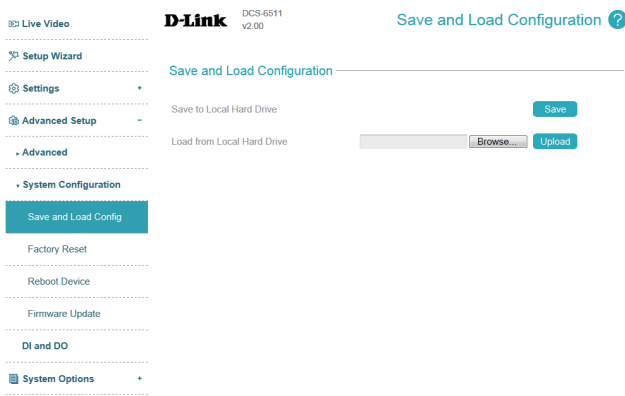 Live Video
Setup Wizard
Settings +
Advanced Setup -
Advanced
System Configuration
Save and Load Config
Factory Reset
Reboot Device
Firmware Update
DI and DO
System Options +
D-Link DCS-6511
v2.00
Save and Load Configuration ?
Save and Load Configuration
Save to Local Hard Drive Save
Load from Local Hard Drive Browse... Upload